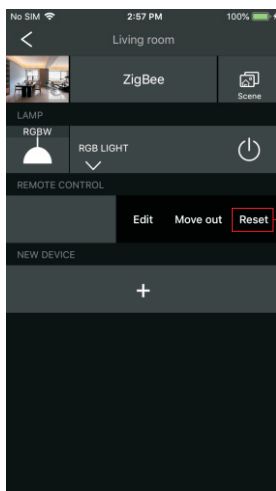 No SIM 2:57 PM 100%
Living room
ZigBee
Scene
LAMP
RGBW
RGB LIGHT
REMOTE CONTROL
Edit Move out Reset
NEW DEVICE
+